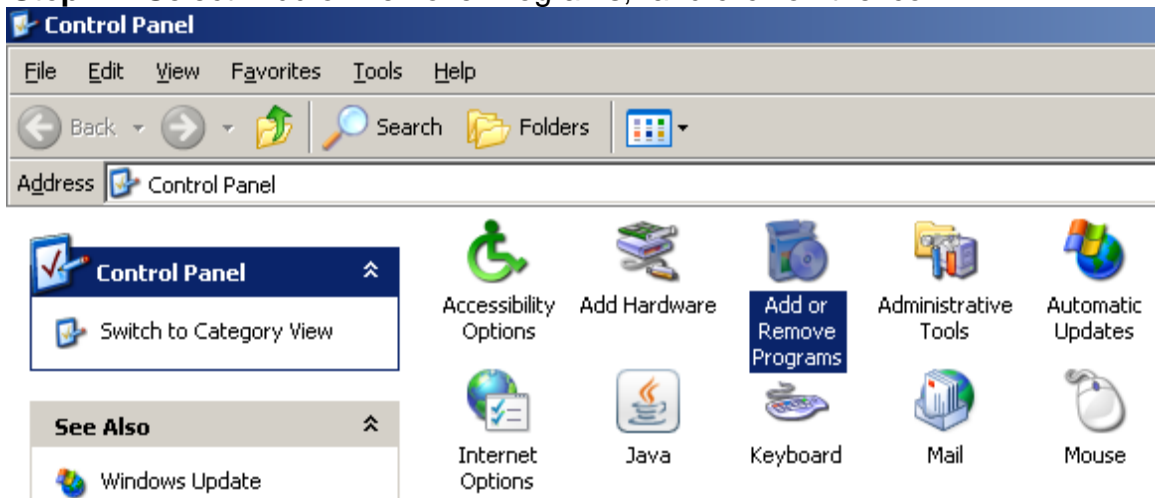 Control Panel
File Edit View Favorites Tools Help
Back Search Folders
Address Control Panel
Control Panel
Switch to Category View
See Also
Windows Update
Accessibility
Options
Add Hardware
Add or
Remove
Programs
Administrative
Tools
Automatic
Updates
Internet
Options
Java
Keyboard
Mail
Mouse